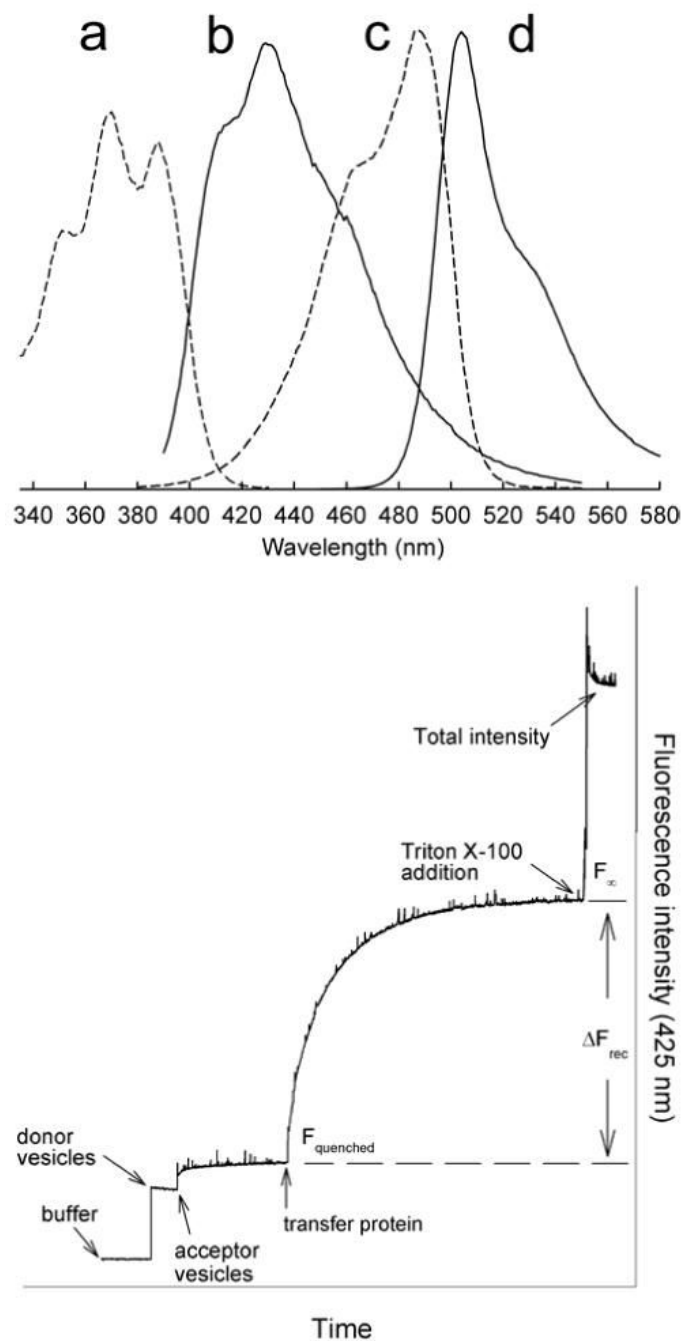 a b c d
340 360 380 400 420 440 460 480 500 520 540 560 580
Wavelength (nm)
Total intensity
Triton X-100
addition
F∞
Fluorescence intensity (425 nm)
ΔFrec
donor
vesicles
Fquenched
buffer
transfer protein
acceptor
vesicles
Time